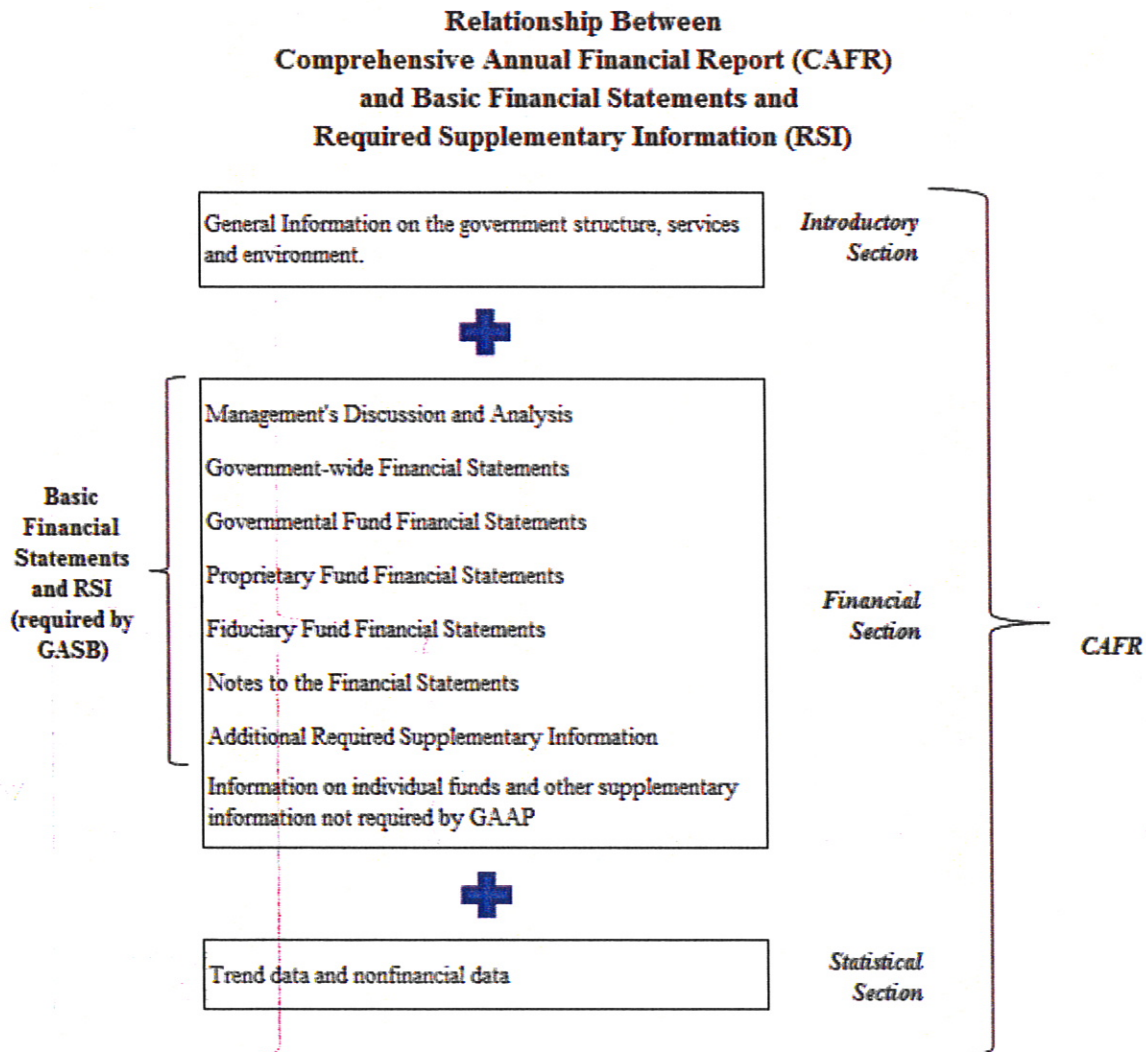 Relationship Between
Comprehensive Annual Financial Report (CAFR)
and Basic Financial Statements and
Required Supplementary Information (RSI)
General Information on the government structure, services
and environment.
Introductory
Section
Basic
Financial
Statements
and RSI
(required by
GASB)
Management's Discussion and Analysis
Government-wide Financial Statements
Governmental Fund Financial Statements
Proprietary Fund Financial Statements
Fiduciary Fund Financial Statements
Notes to the Financial Statements
Additional Required Supplementary Information
Information on individual funds and other supplementary
information not required by GAAP
Financial
Section
CAFR
Trend data and nonfinancial data
Statistical
Section